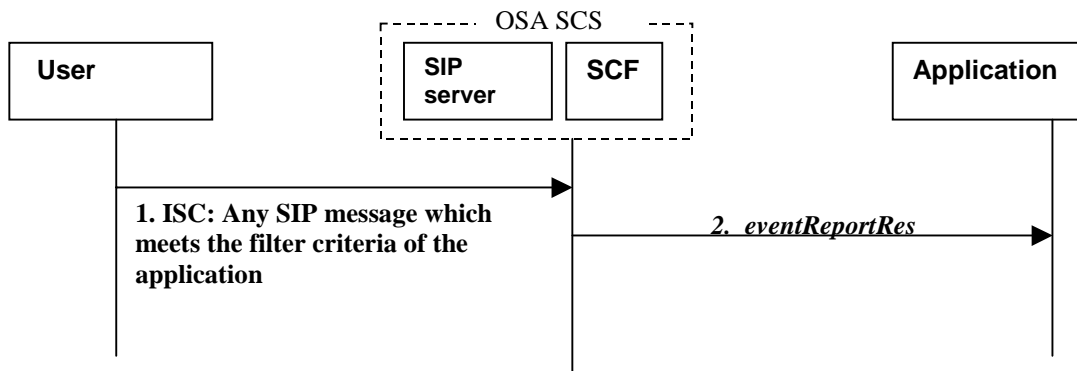 OSA SCS
User
SIP
server
SCF
Application
1. ISC: Any SIP message which
meets the filter criteria of the
application
2. eventReportRes